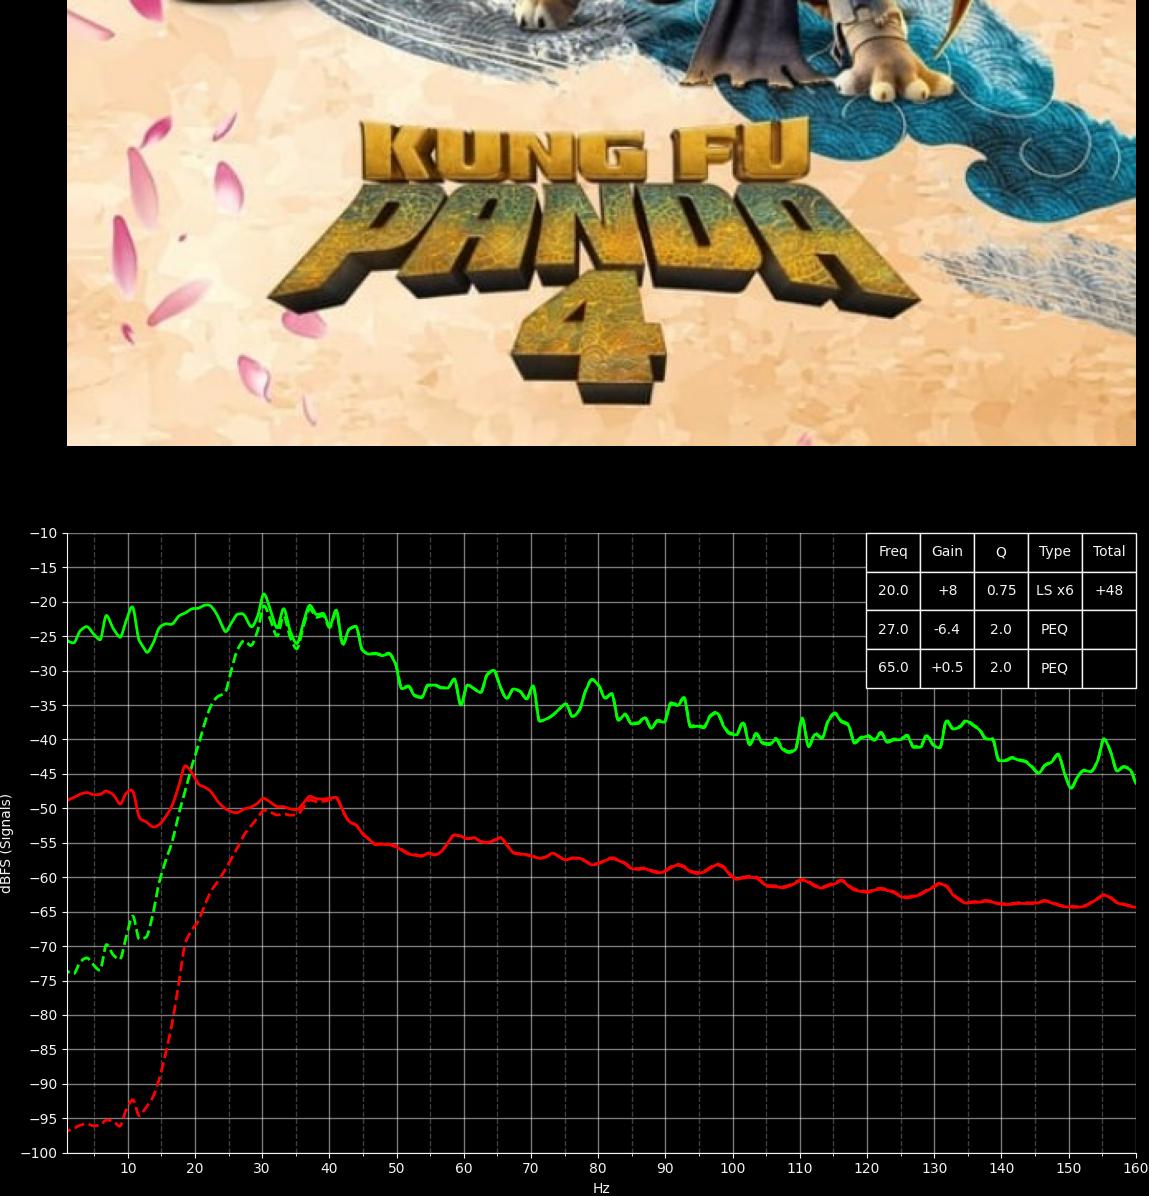 KUNG FU
PANDA
4
Freq Gain Q Type Total
20.0 +8 0.75 LS x6 +48
27.0 -6.4 2.0 PEQ
65.0 +0.5 2.0 PEQ
−10
−15
−20
−25
−30
−35
−40
−45
−50
−55
−60
−65
−70
−75
−80
−85
−90
−95
−100
dBFS (Signals)
10 20 30 40 50 60 70 80 90 100 110 120 130 140 150 160
Hz